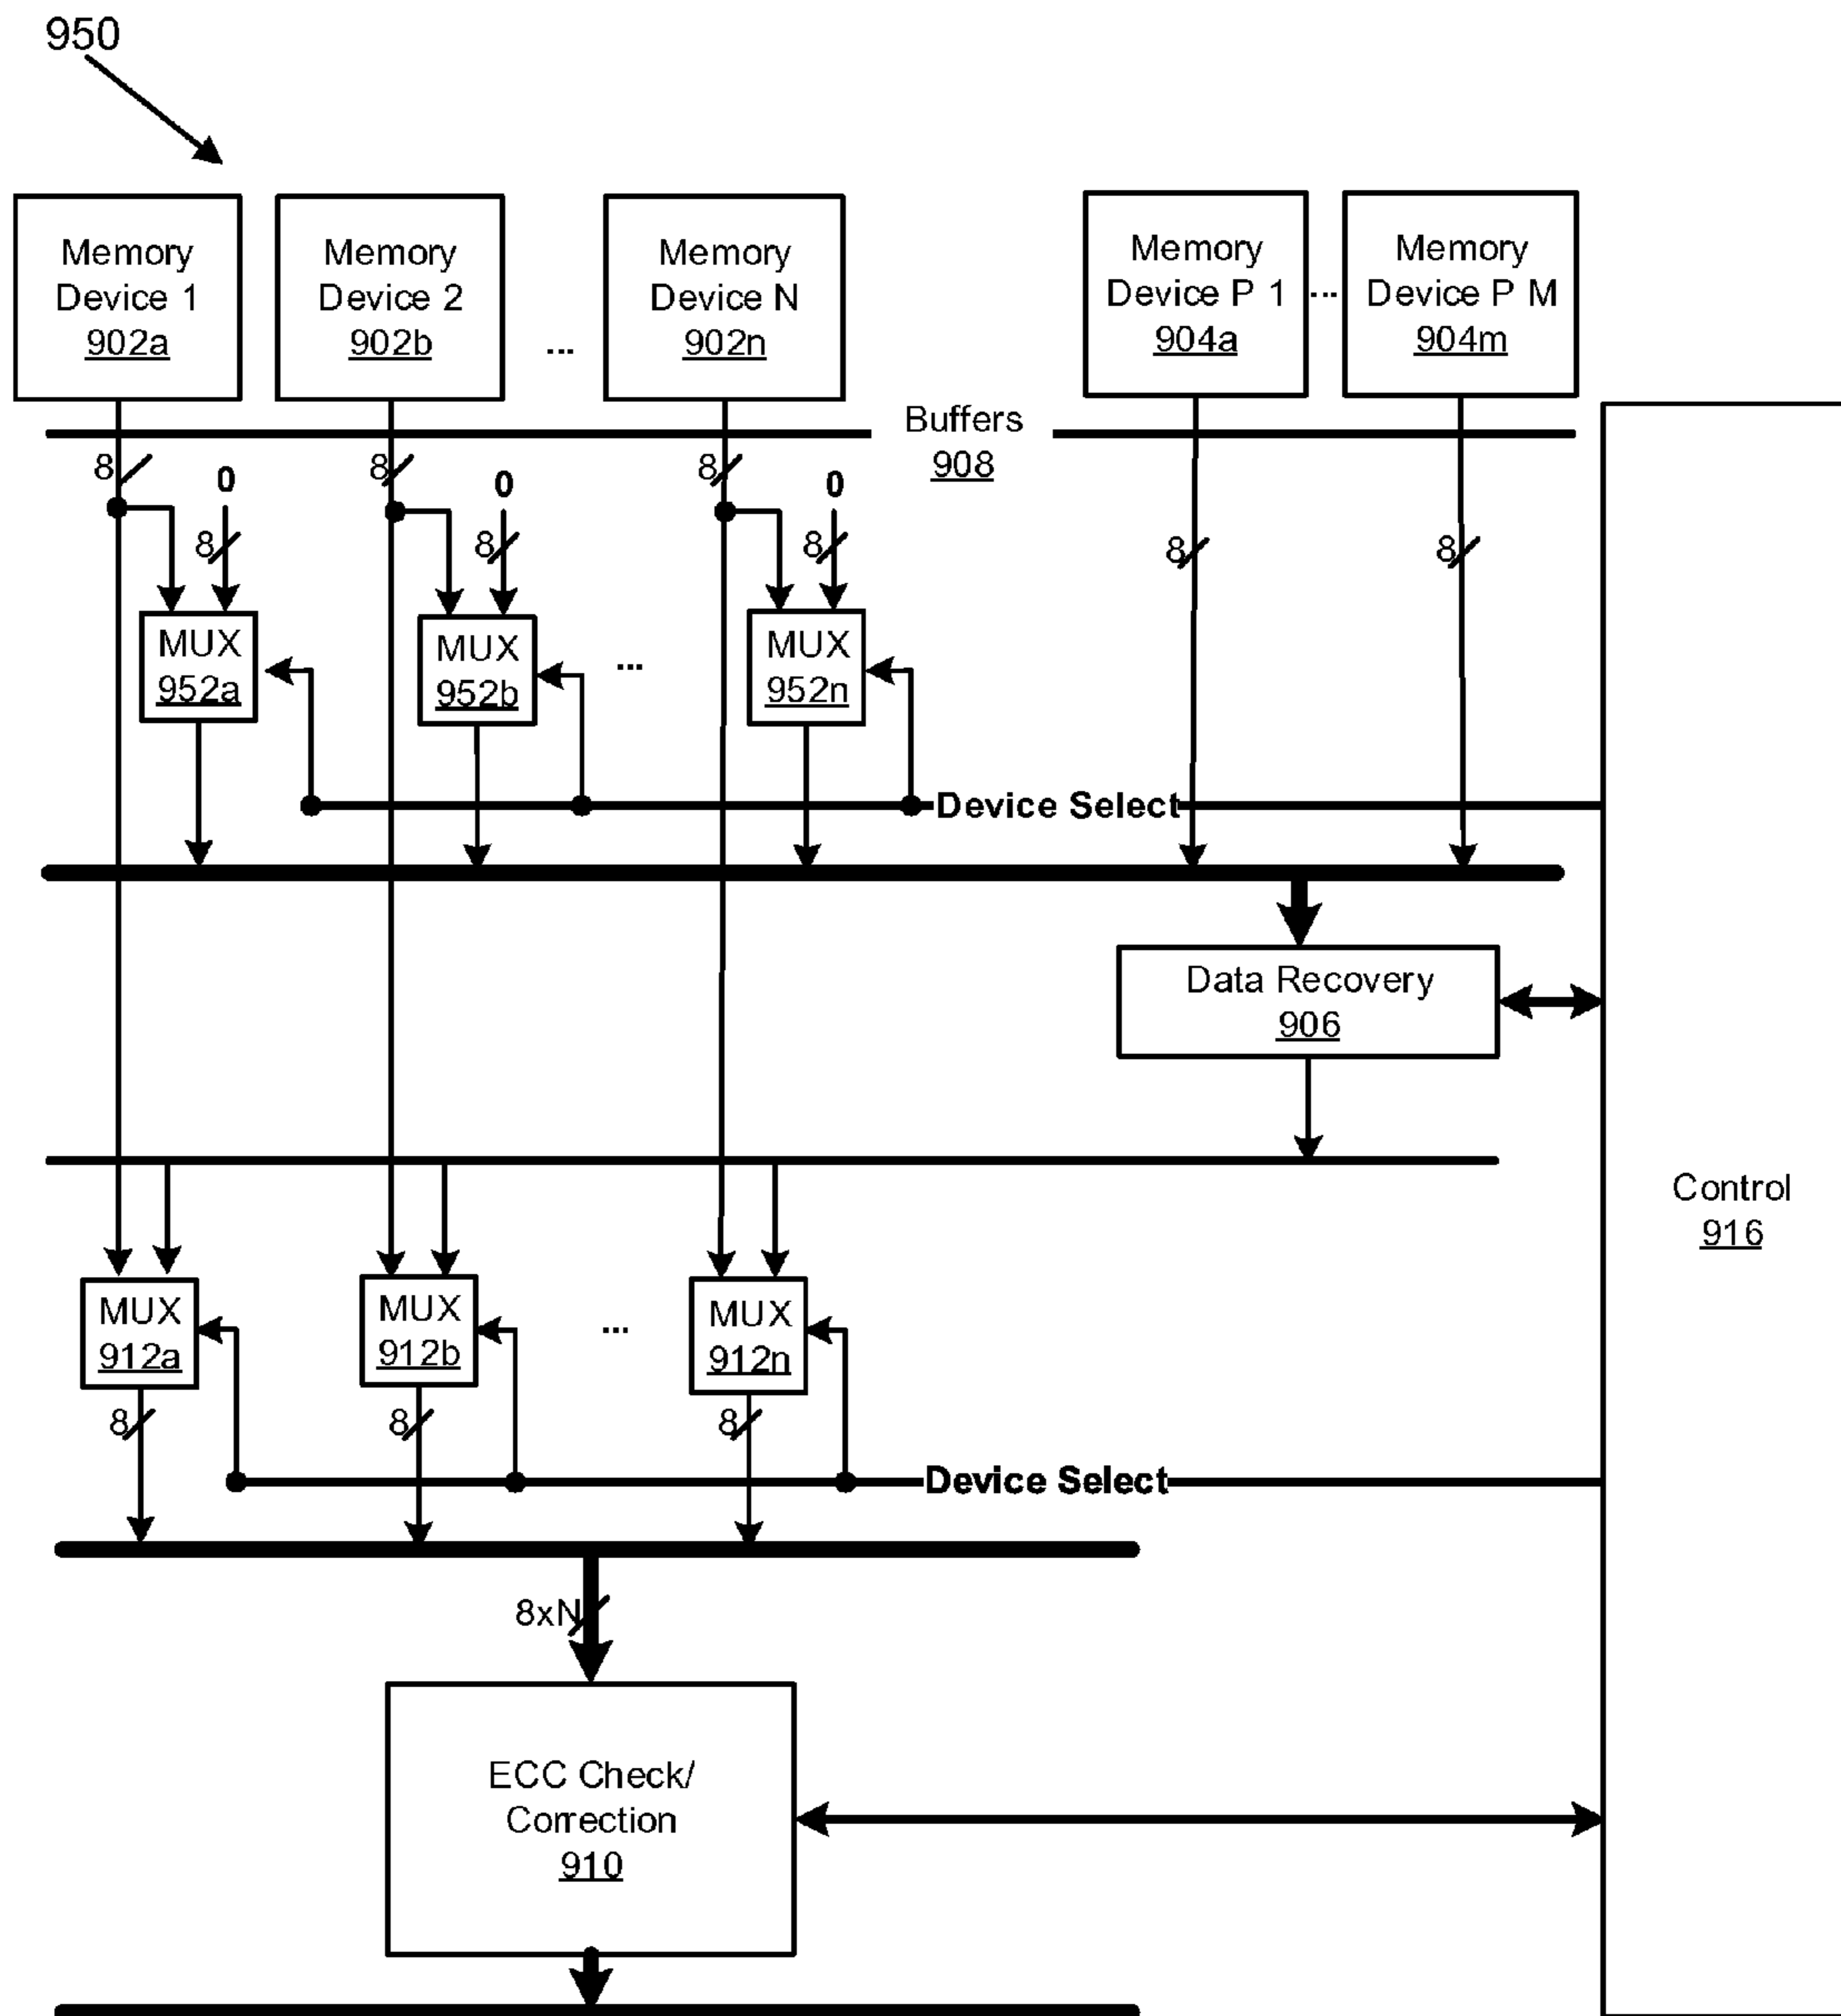 950
Memory
Device 1
902a
Memory
Device 2
902b
...
Memory
Device N
902n
Memory
Device P 1
904a
...
Memory
Device P M
904m
Buffers
908
8
0
8
8
0
8
8
0
8
8
8
MUX
952a
MUX
952b
...
MUX
952n
Device Select
Data Recovery
906
Control
916
MUX
912a
MUX
912b
...
MUX
912n
8
8
8
Device Select
8xN
ECC Check/
Correction
910